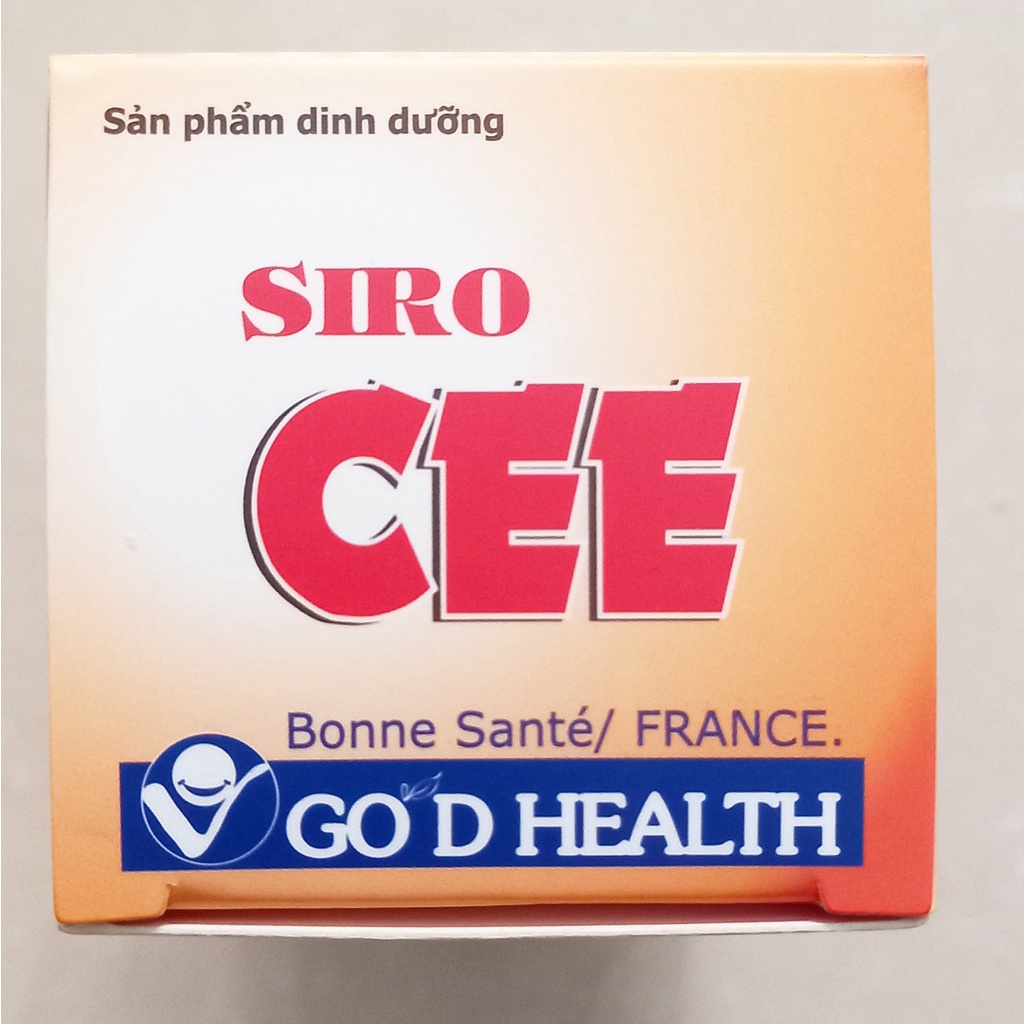 Sản phẩm dinh dưỡng
SIRO
CEE
Bonne Santé/ FRANCE.
GO'D HEALTH